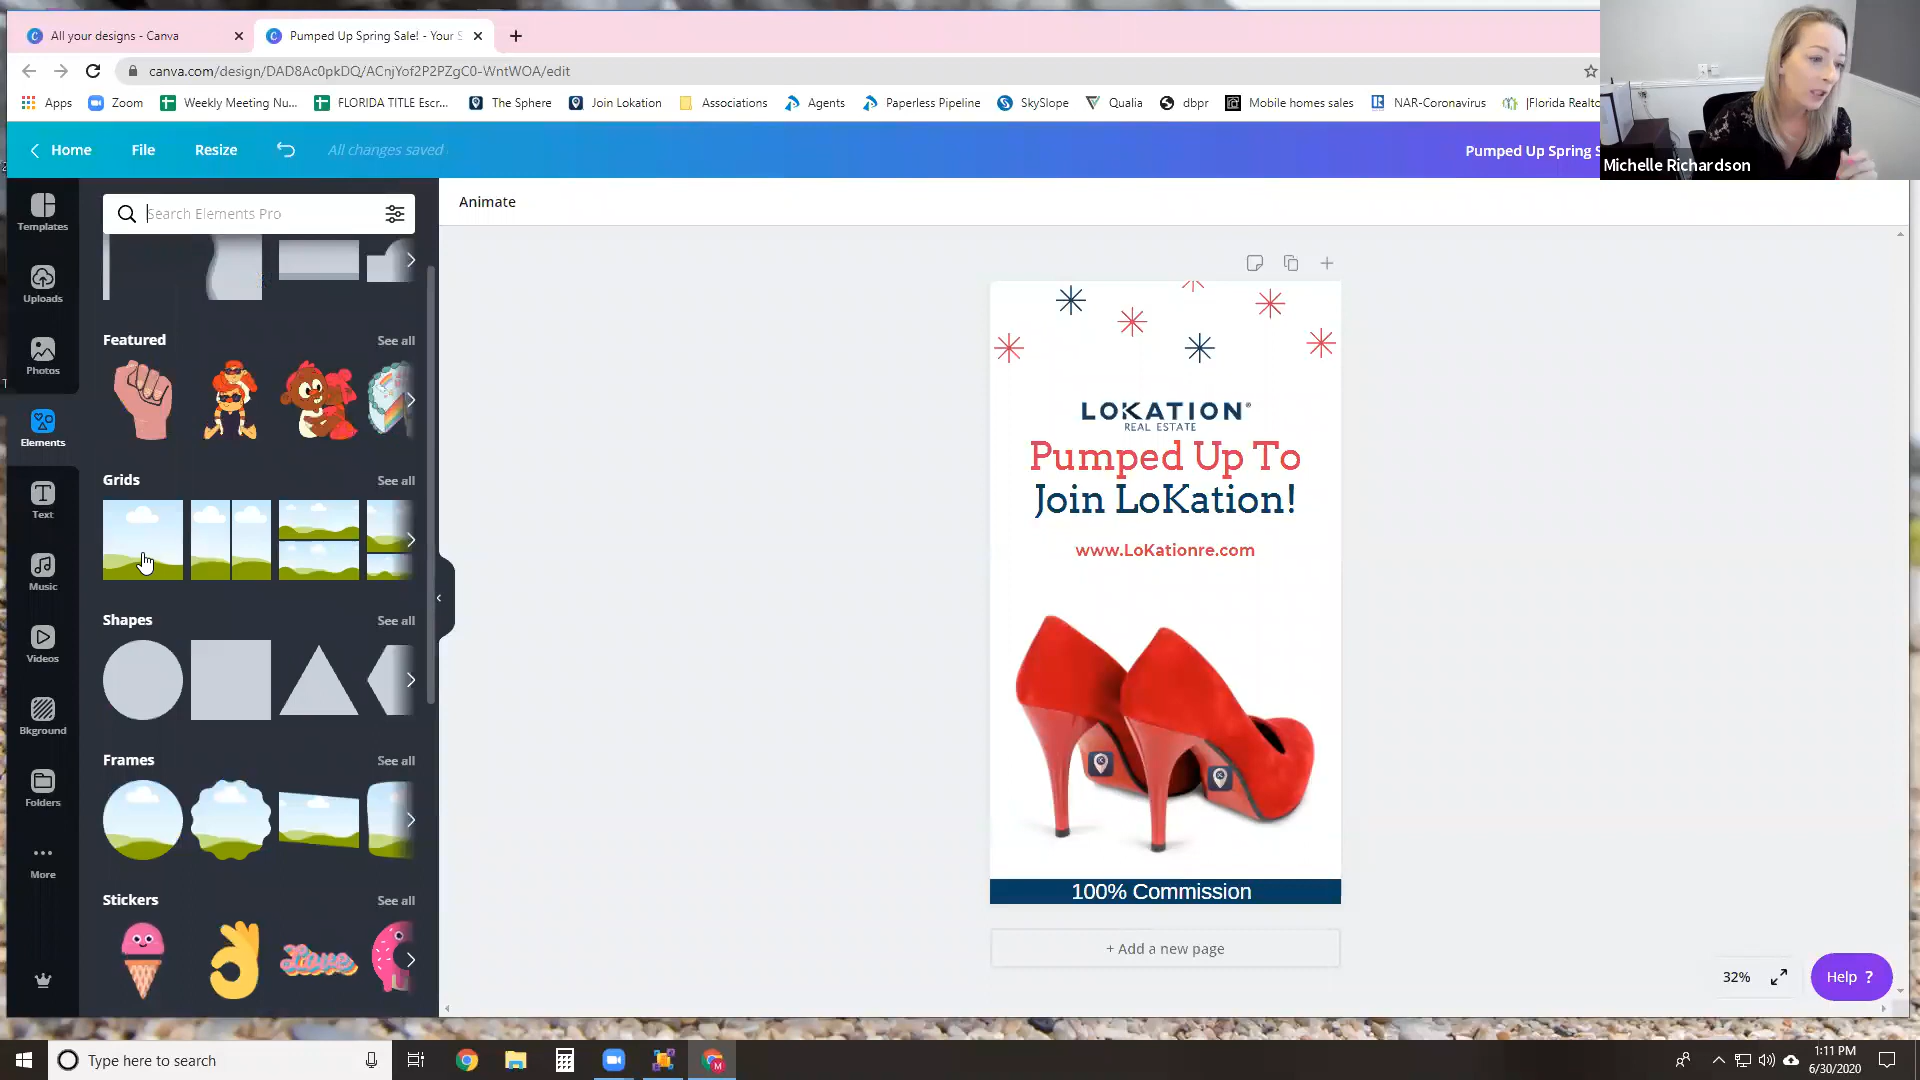 All your designs - Canva
Pumped Up Spring Sale! - Your S
canva.com/design/DAD8Ac0pkDQ/ACnjYof2P2PZgC0-WntWOA/edit
Apps
Zoom
Weekly Meeting Nu...
FLORIDA TITLE Escr...
The Sphere
Join Lokation
Associations
Agents
Paperless Pipeline
SkySlope
Qualia
dbpr
Mobile homes sales
NAR-Coronavirus
|Florida Realto
Home
File
Resize
All changes saved
Pumped Up Spring S
Michelle Richardson
Templates
Uploads
Photos
Elements
Text
Music
Videos
Bkground
Folders
More
Search Elements Pro
Featured
See all
Grids
See all
Shapes
See all
Frames
See all
Stickers
See all
Love
Animate
LOKATION®
REAL ESTATE
Pumped Up To
Join LoKation!
www.LoKationre.com
100% Commission
+ Add a new page
32%
Help ?
Type here to search
1:11 PM
6/30/2020